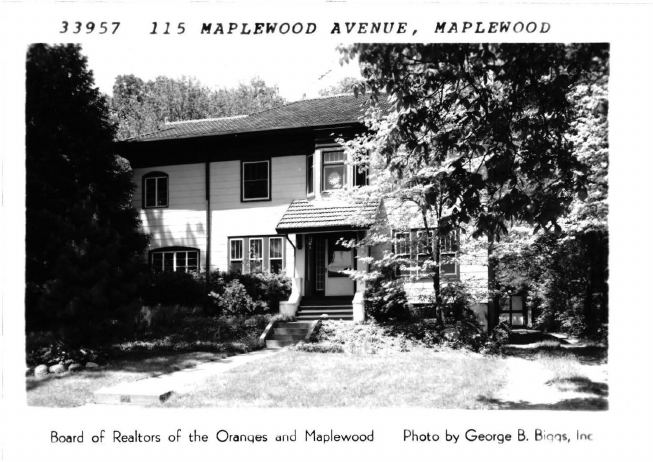 33957 115 MAPLEWOOD AVENUE, MAPLEWOOD
Board of Realtors of the Oranges and Maplewood Photo by George B. Biggs, Inc